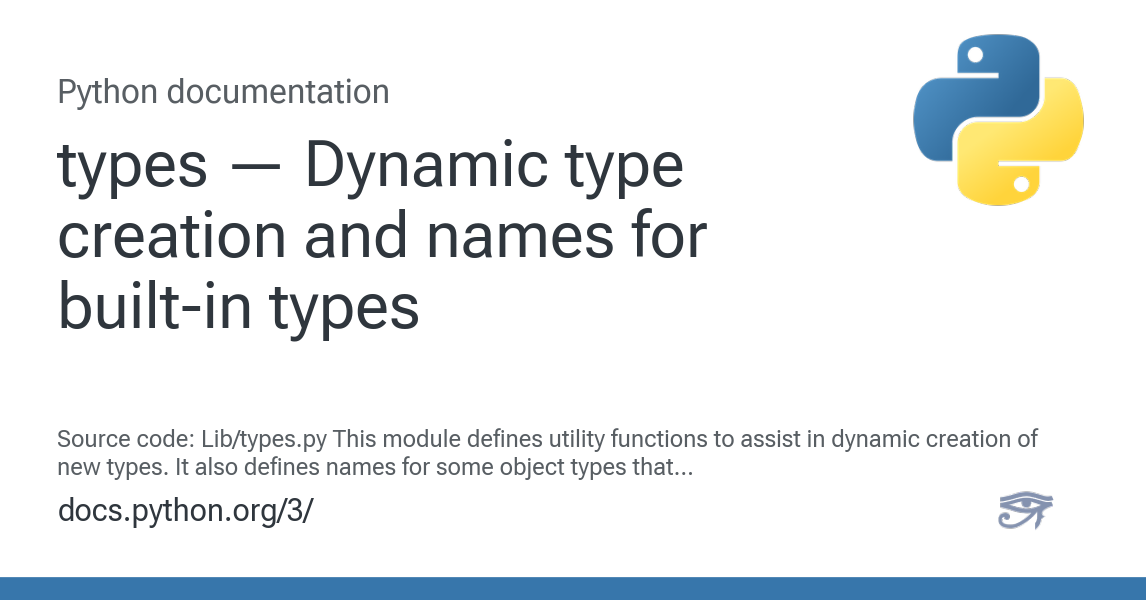 Python documentation
types — Dynamic type
creation and names for
built-in types
Source code: Lib/types.py This module defines utility functions to assist in dynamic creation of
new types. It also defines names for some object types that...
docs.python.org/3/